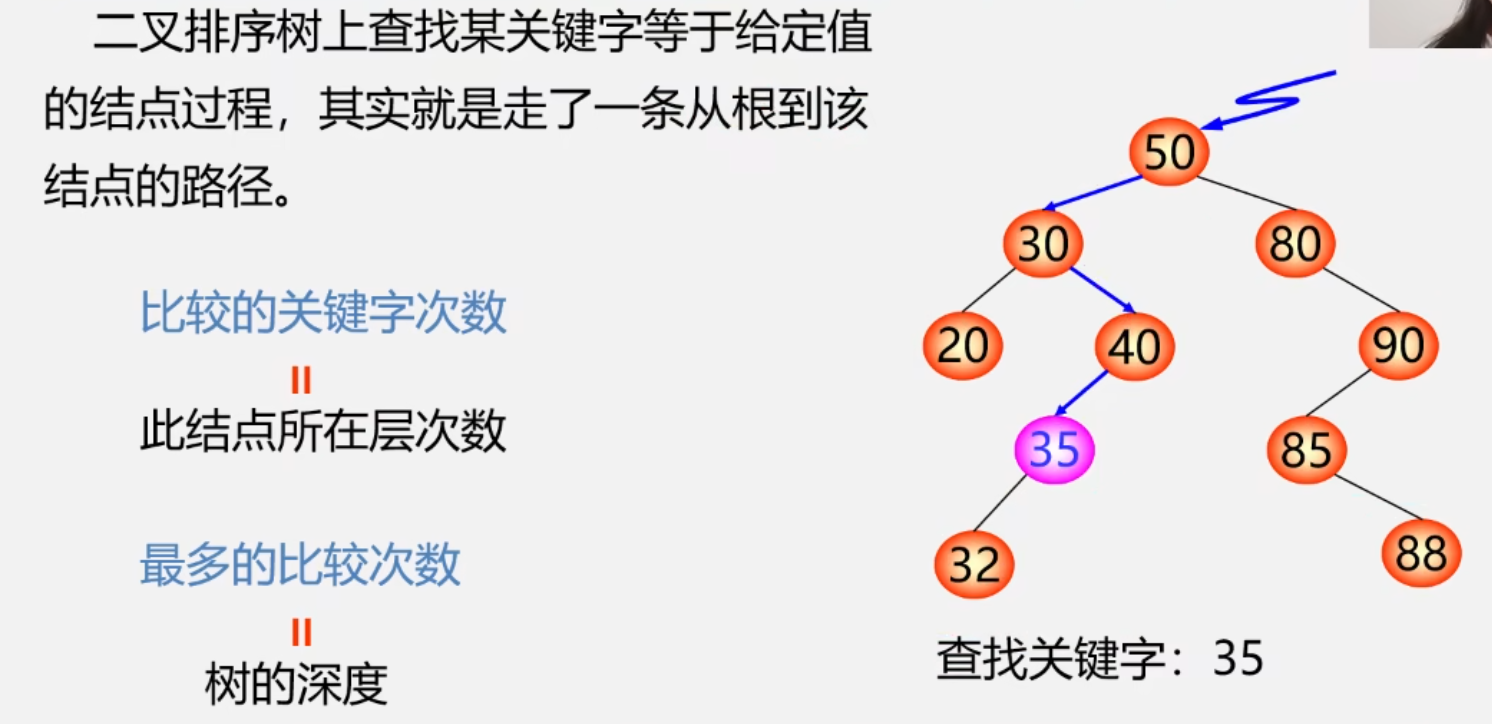 二叉排序树上查找某关键字等于给定值
的结点过程，其实就是走了一条从根到该
结点的路径。
比较的关键字次数
=
此结点所在层次数
最多的比较次数
=
树的深度
50
30
80
20
40
90
35
85
32
88
查找关键字：35